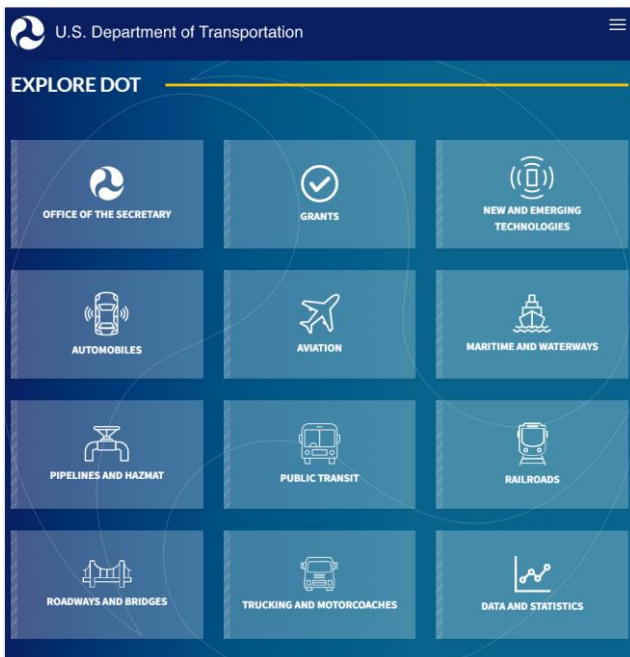 U.S. Department of Transportation
EXPLORE DOT
OFFICE OF THE SECRETARY
GRANTS
NEW AND EMERGING
TECHNOLOGIES
AUTOMOBILES
AVIATION
MARITIME AND WATERWAYS
PIPELINES AND HAZMAT
PUBLIC TRANSIT
RAILROADS
ROADWAYS AND BRIDGES
TRUCKING AND MOTORCOACHES
DATA AND STATISTICS